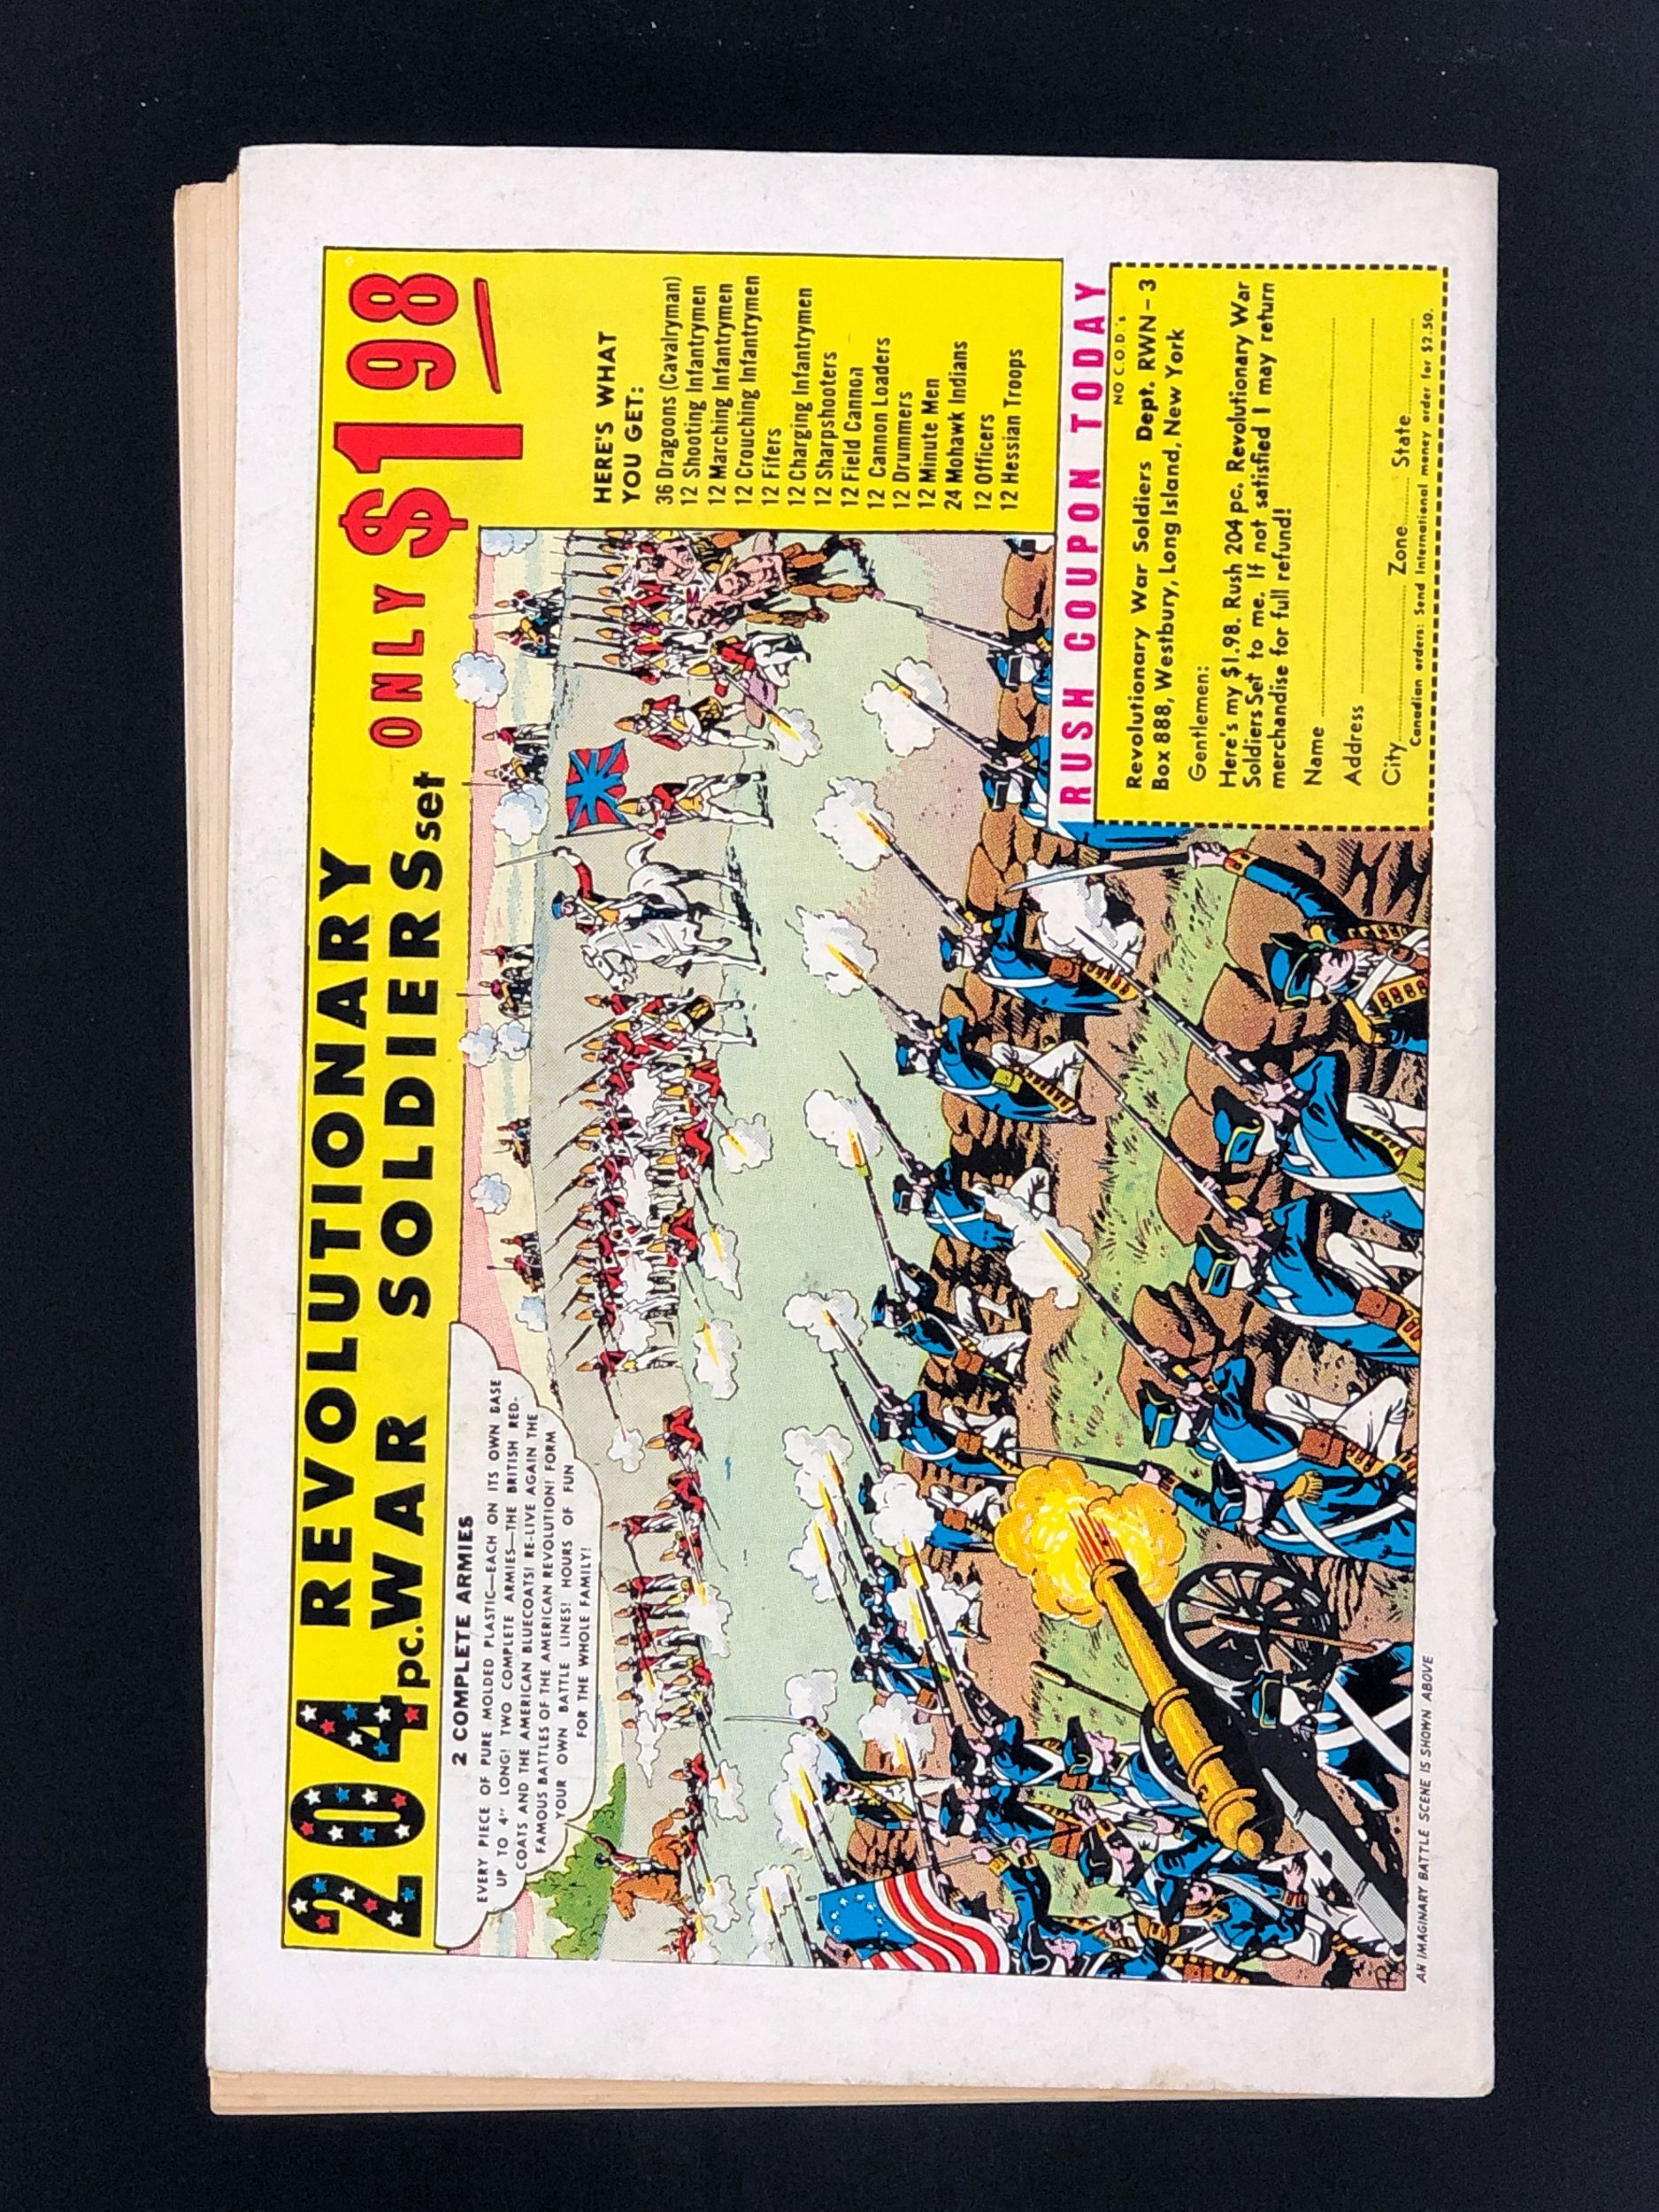 204 REVOLUTIONARY
pc. WAR SOLDIERS set ONLY $1 98
2 COMPLETE ARMIES
EVERY PIECE OF PURE MOLDED PLASTIC—EACH ON ITS OWN BASE
UP TO 4" LONG! TWO COMPLETE ARMIES—THE BRITISH RED-
COATS AND THE AMERICAN BLUECOATS! RE-LIVE AGAIN THE
FAMOUS BATTLES OF THE AMERICAN REVOLUTION! FORM
YOUR OWN BATTLE LINES! HOURS OF FUN
FOR THE WHOLE FAMILY!
HERE'S WHAT
YOU GET:
36 Dragoons (Cavalryman)
12 Shooting Infantrymen
12 Marching Infantrymen
12 Crouching Infantrymen
12 Fifers
12 Charging Infantrymen
12 Sharpshooters
12 Field Cannon
12 Cannon Loaders
12 Drummers
12 Minute Men
24 Mohawk Indians
12 Officers
12 Hessian Troops
RUSH COUPON TODAY
NO C.O.D.'s
Revolutionary War Soldiers Dept. RWN-3
Box 888, Westbury, Long Island, New York
Gentlemen:
Here's my $1.98. Rush 204 pc. Revolutionary War
Soldiers Set to me. If not satisfied I may return
merchandise for full refund!
Name
Address
City Zone State
Canadian orders: Send International money order for $2.50.
AN IMAGINARY BATTLE SCENE IS SHOWN ABOVE